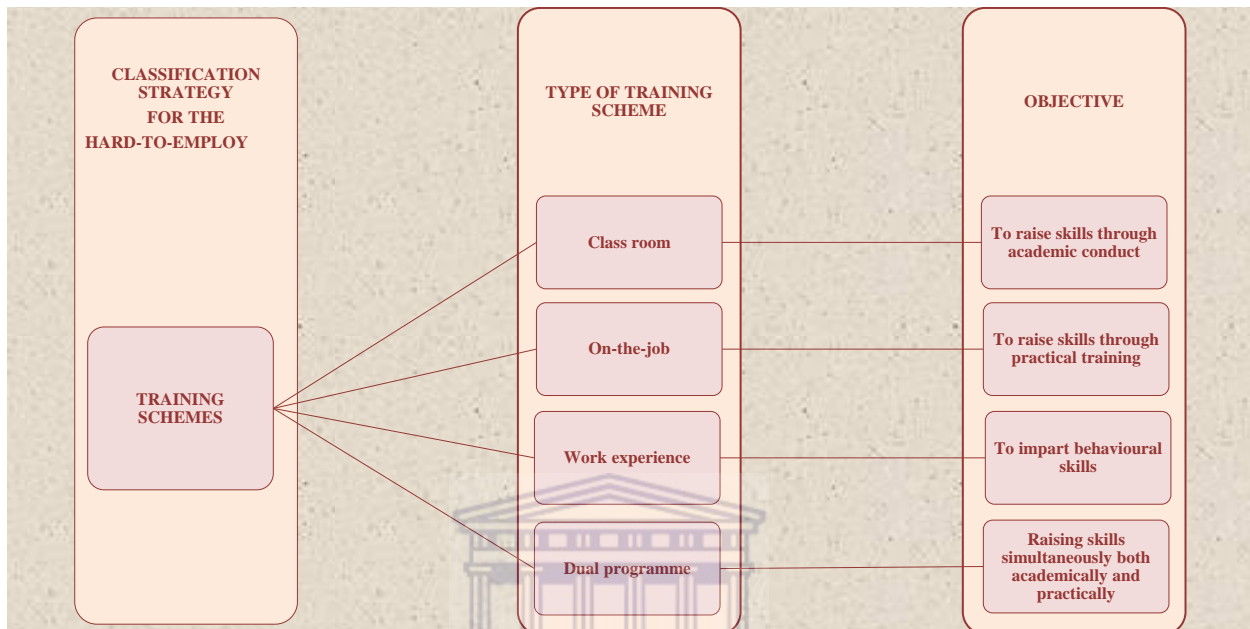 CLASSIFICATION
STRATEGY
FOR THE
HARD-TO-EMPLOY
TRAINING
SCHEMES
TYPE OF TRAINING
SCHEME
Class room
On-the-job
Work experience
Dual programme
OBJECTIVE
To raise skills through
academic conduct
To raise skills through
practical training
To impart behavioural
skills
Raising skills
simultaneously both
academically and
practically